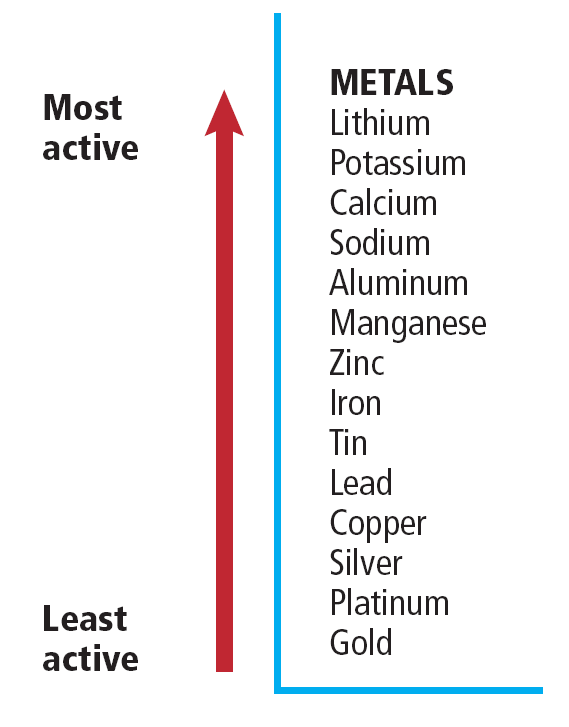 Most
active
METALS
Lithium
Potassium
Calcium
Sodium
Aluminum
Manganese
Zinc
Iron
Tin
Lead
Copper
Silver
Platinum
Gold
Least
active